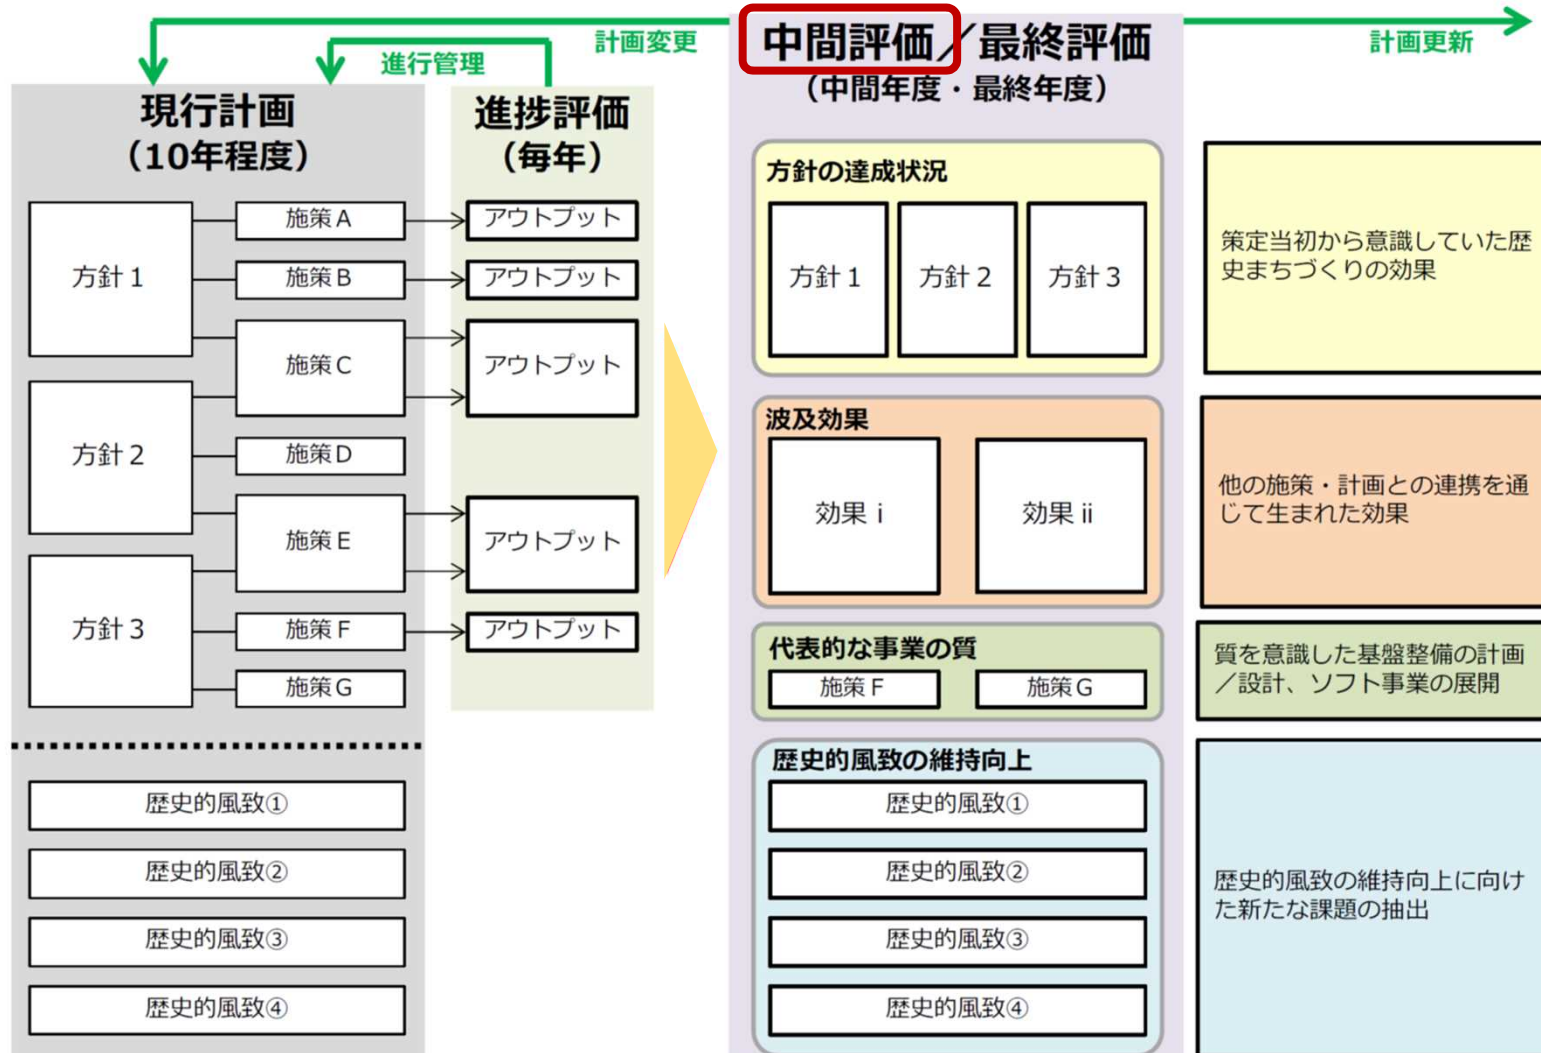 計画変更
進行管理
計画更新
現行計画
(10年程度)
進捗評価
(毎年)
中間評価/最終評価
(中間年度・最終年度)
方針1
方針2
方針3
施策A
施策B
施策C
施策D
施策E
施策F
施策G
アウトプット
アウトプット
アウトプット
アウトプット
アウトプット
歴史的風致①
歴史的風致②
歴史的風致③
歴史的風致④
方針の達成状況
方針1
方針2
方針3
策定当初から意識していた歴
史まちづくりの効果
波及効果
効果 i
効果 ii
他の施策・計画との連携を通
じて生まれた効果
代表的な事業の質
施策F
施策G
質を意識した基盤整備の計画
/設計、ソフト事業の展開
歴史的風致の維持向上
歴史的風致①
歴史的風致②
歴史的風致③
歴史的風致④
歴史的風致の維持向上に向け
た新たな課題の抽出